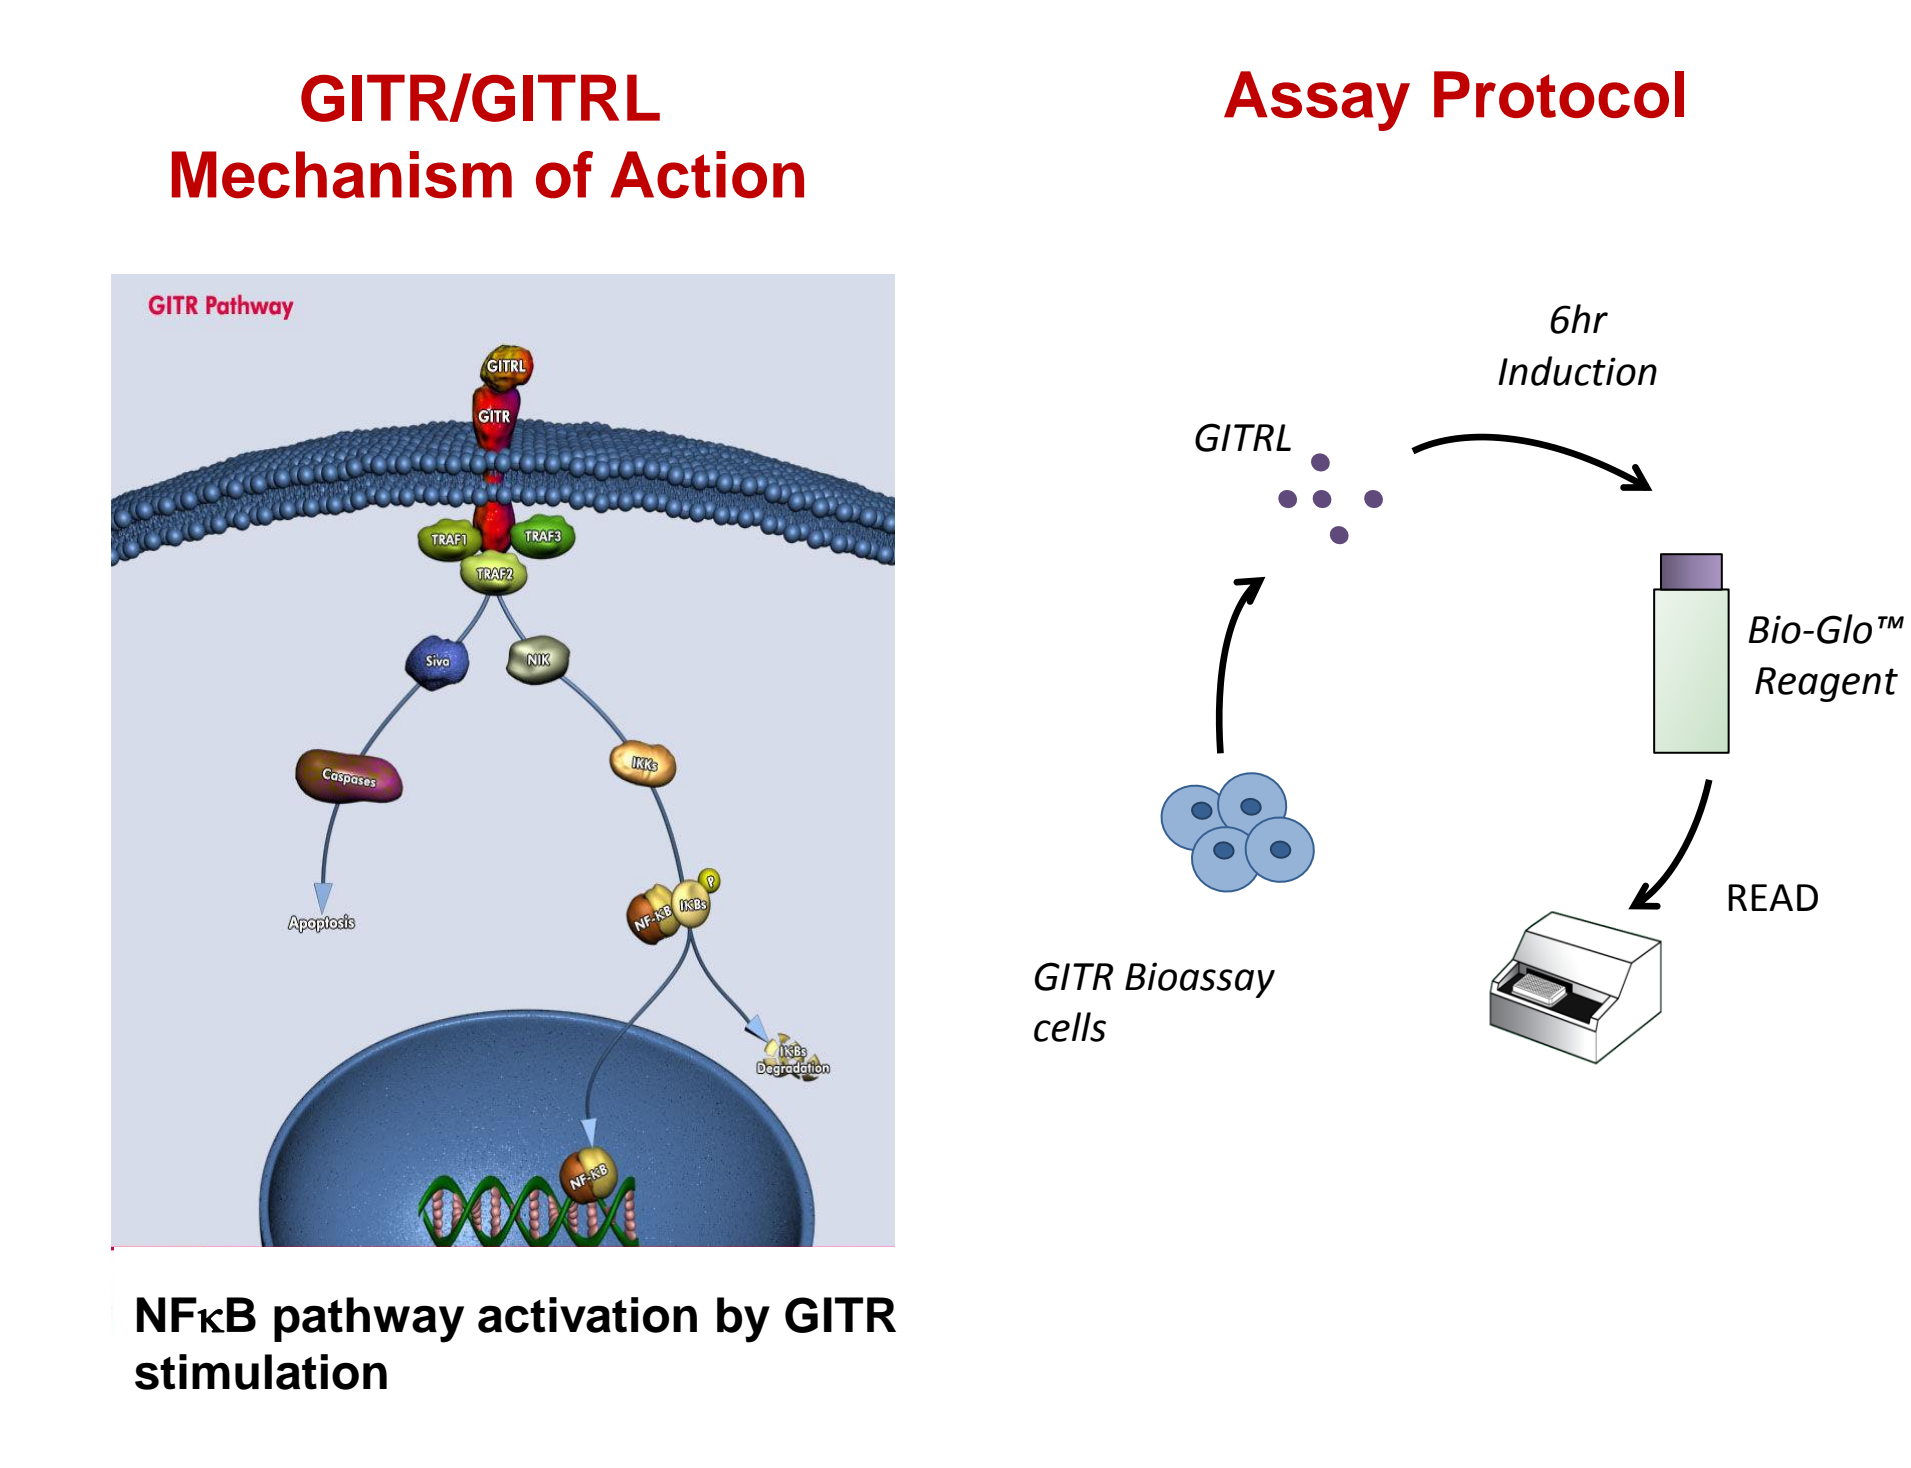 GITR/GITRL
Mechanism of Action
GITR Pathway
GITRL
GITR
TRAF1
TRAF3
TRAF2
Siva
NIK
Caspases
IKKs
P
NF-κB
IKBs
Apoptosis
IKBs
Degradation
NF-κB
NFκB pathway activation by GITR
stimulation
Assay Protocol
6hr
Induction
GITRL
Bio-Glo™
Reagent
READ
GITR Bioassay
cells